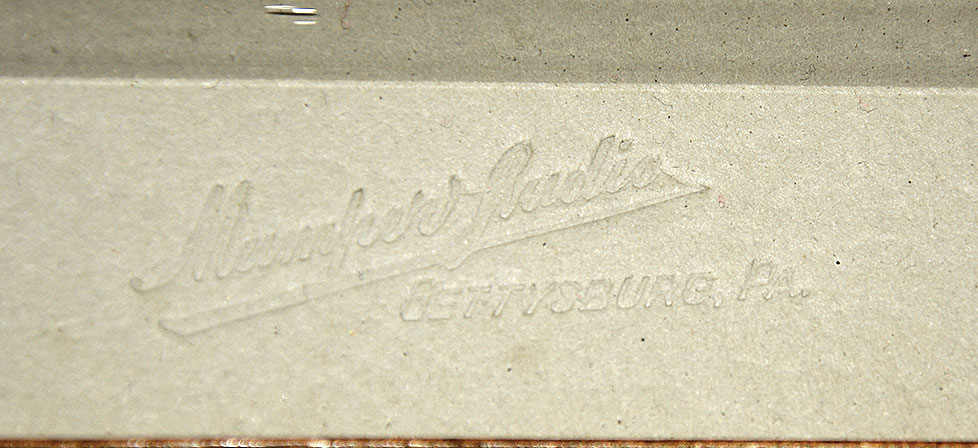 Mumper Studio
GETTYSBURG, PA.